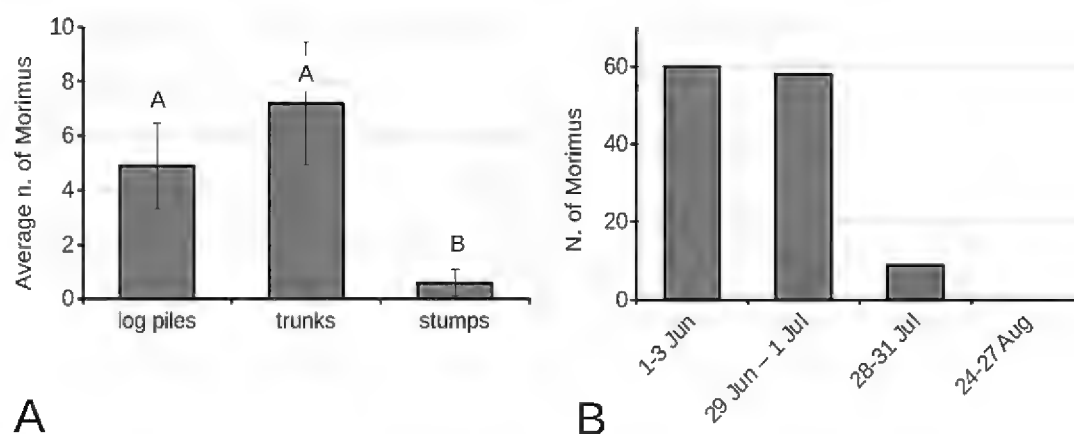 Average n. of Morimus
10
8
6
4
2
0
A
A
B
log piles
trunks
stumps
A
N. of Morimus
60
40
20
0
1-3 Jun
29 Jun – 1 Jul
28-31 Jul
24-27 Aug
B